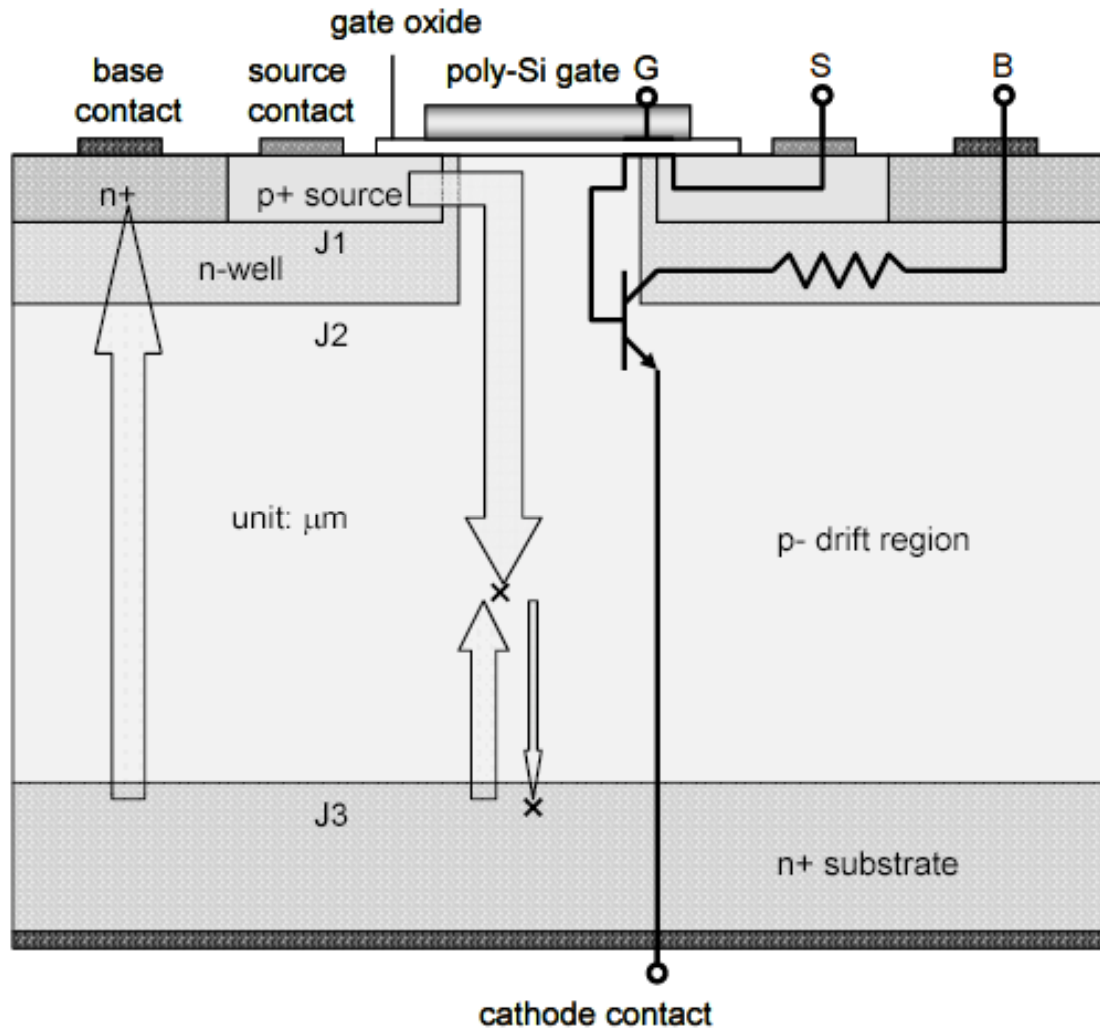 gate oxide
base
contact
source
contact
poly-Si gate
G
S
B
n+
p+ source
J1
n-well
J2
unit: μm
p- drift region
J3
n+ substrate
cathode contact